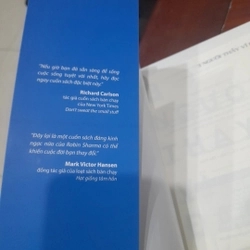 "Nếu giờ bạn đã sẵn sàng để sống
cuộc sống tuyệt vời nhất, hãy đọc
ngay cuốn sách đặc biệt này."
Richard Carlson
tác giả cuốn sách bán chạy
của New York Times
Don't sweat the small stuff
"Đây lại là một cuốn sách đáng kinh
ngạc nữa của Robin Sharma có thể
khiến cuộc đời bạn thay đổi."
Mark Victor Hansen
đồng tác giả của loạt sách bán chạy
Hạt giống tâm hồn